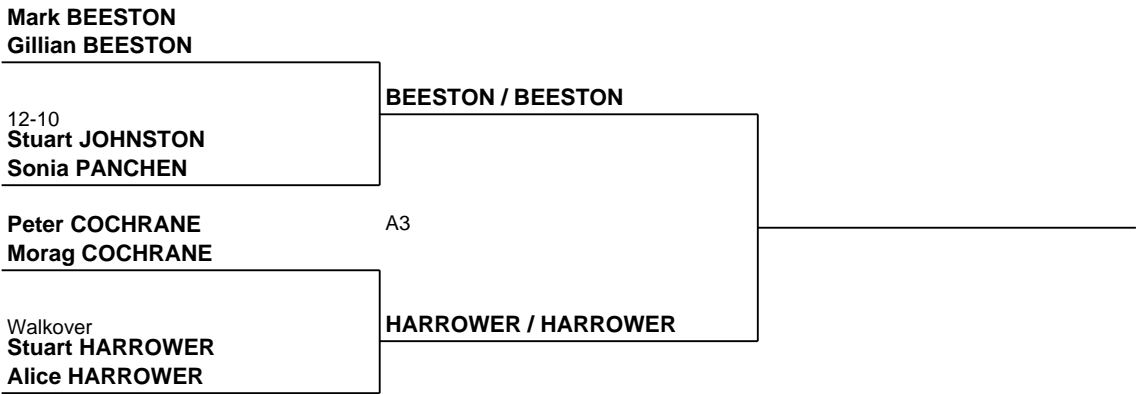 Mark BEESTON
Gillian BEESTON
BEESTON / BEESTON
12-10
Stuart JOHNSTON
Sonia PANCHEN
Peter COCHRANE
A3
Morag COCHRANE
HARROWER / HARROWER
Walkover
Stuart HARROWER
Alice HARROWER